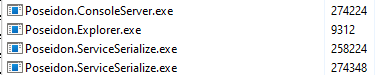 Poseidon.ConsoleServer.exe 274224
Poseidon.Explorer.exe 9312
Poseidon.ServiceSerialize.exe 258224
Poseidon.ServiceSerialize.exe 274348